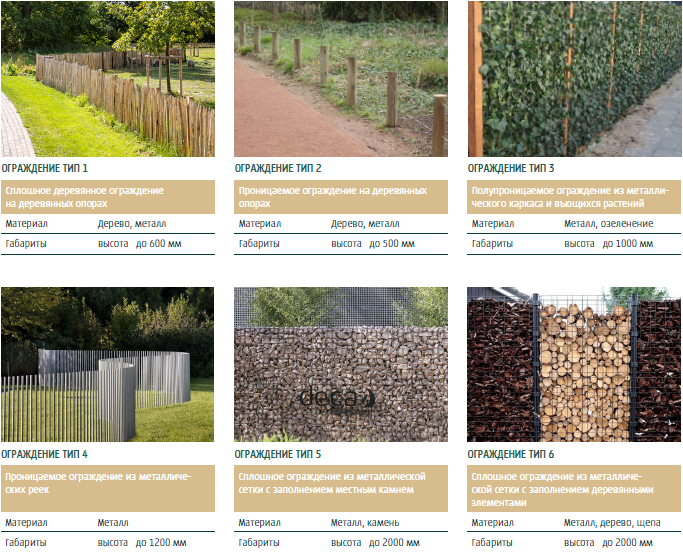 ОГРАЖДЕНИЕ ТИП 1
Сплошное деревянное ограждение
на деревянных опорах
Материал Дерево, металл
Габариты высота до 600 мм
ОГРАЖДЕНИЕ ТИП 2
Проницаемое ограждение на деревянных
опорах
Материал Дерево, металл
Габариты высота до 500 мм
ОГРАЖДЕНИЕ ТИП 3
Полупроницаемое ограждение из металли-
ческого каркаса и вьющихся растений
Материал Металл, озеленение
Габариты высота до 1000 мм
ОГРАЖДЕНИЕ ТИП 4
Проницаемое ограждение из металличе-
ских реек
Материал Металл
Габариты высота до 1200 мм
deca
ОГРАЖДЕНИЕ ТИП 5
Сплошное ограждение из металлической
сетки с заполнением местным камнем
Материал Металл, камень
Габариты высота до 2000 мм
ОГРАЖДЕНИЕ ТИП 6
Сплошное ограждение из металличе-
ской сетки с заполнением деревянными
элементами
Материал Металл, дерево, щепа
Габариты высота до 2000 мм